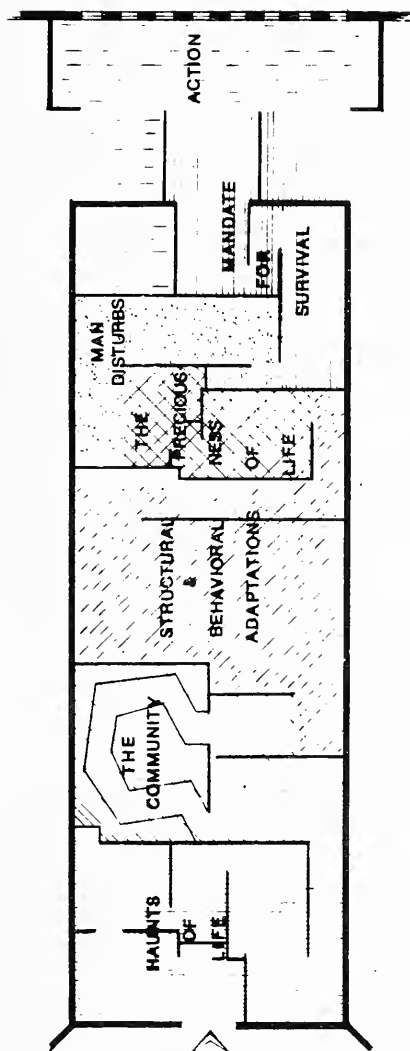 HAUNTS
OF
LIFE
THE
COMMUNITY
STRUCTURAL
&
BEHAVIORAL
ADAPTATIONS
THE
PRECIOUS
NESS
OF
LIFE
MAN
DISTURBS
MANDATE
FOR
SURVIVAL
ACTION